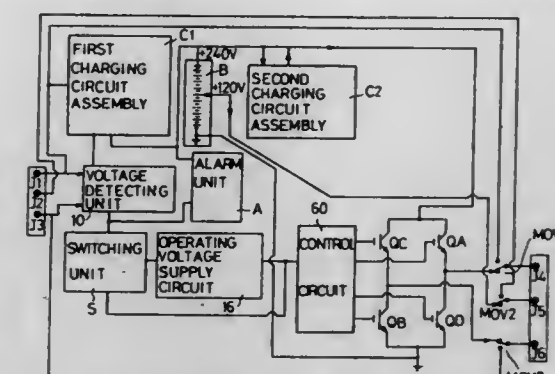 C1
FIRST
CHARGING
CIRCUIT
ASSEMBLY
+240V
B
+120V
SECOND
CHARGING
CIRCUIT
ASSEMBLY
C2
J1
J2
J3
VOLTAGE
DETECTING
UNIT
10
ALARM
UNIT
A
SWITCHING
UNIT
S
OPERATING
VOLTAGE
SUPPLY
CIRCUIT
16
60
CONTROL
CIRCUIT
QC
QA
QB
QD
MOV2
J4
J5
J6